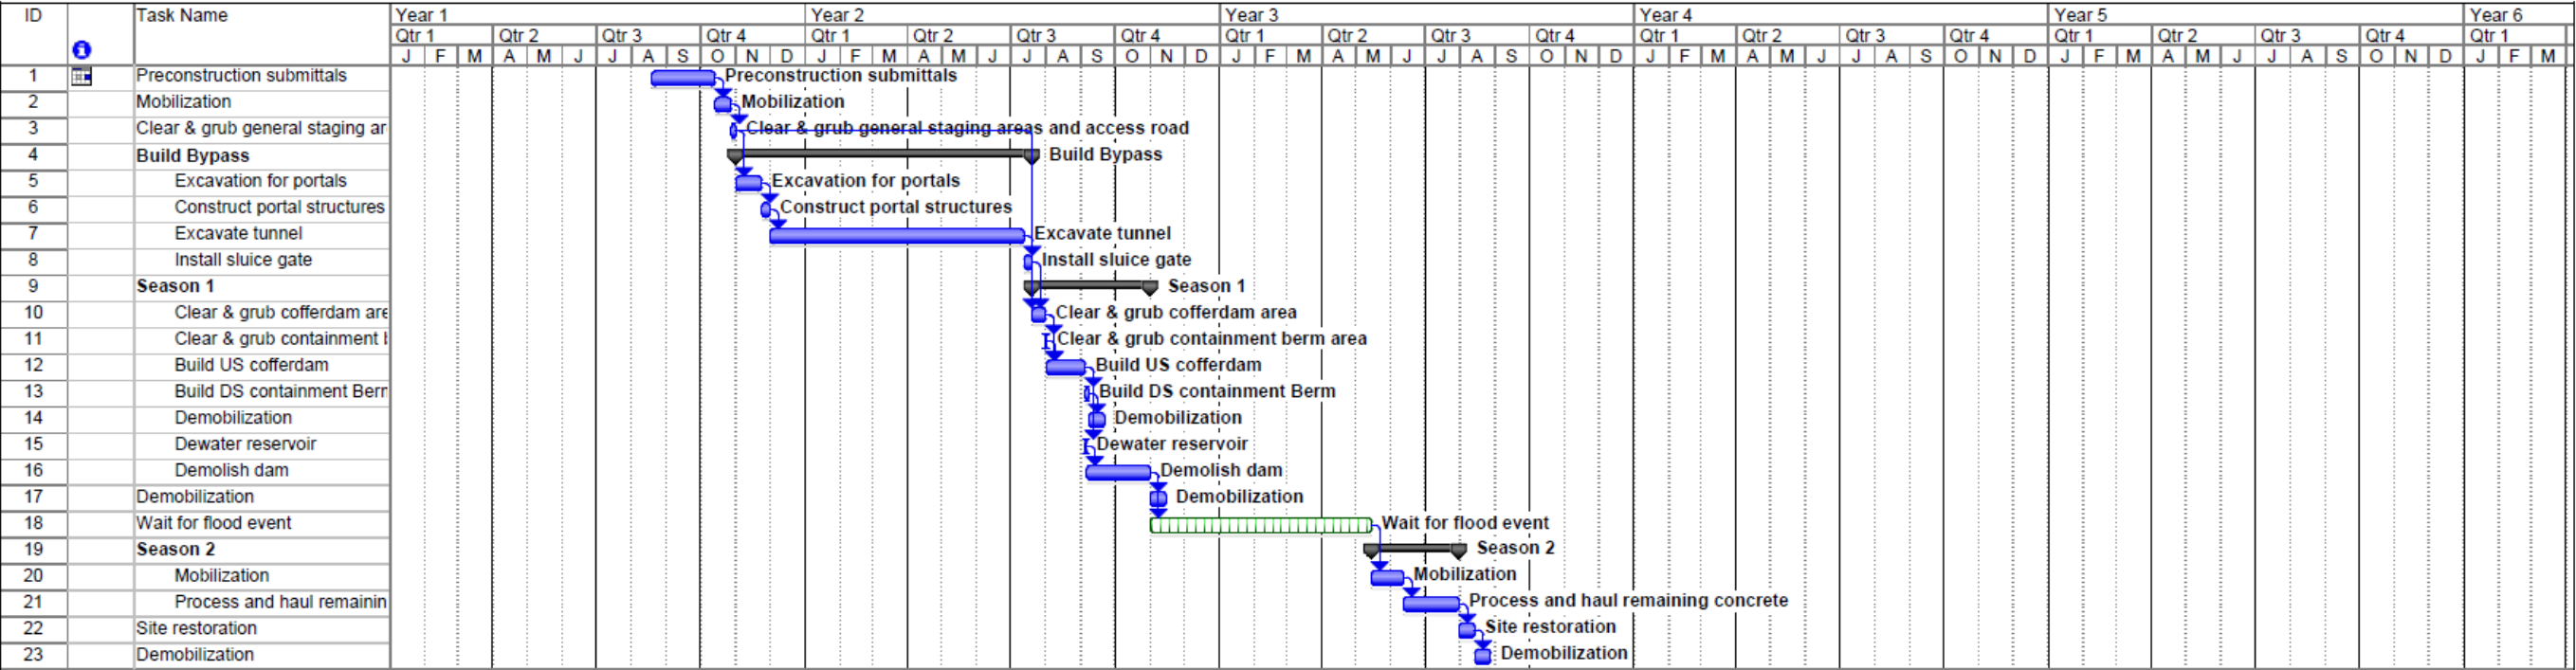 ID Task Name Year 1 Year 2 Year 3 Year 4 Year 5 Year 6
Qtr 1 Qtr 2 Qtr 3 Qtr 4 Qtr 1 Qtr 2 Qtr 3 Qtr 4 Qtr 1 Qtr 2 Qtr 3 Qtr 4 Qtr 1 Qtr 2 Qtr 3 Qtr 4 Qtr 1 Qtr 2 Qtr 3 Qtr 4 Qtr 1
J F M A M J J A S O N D J F M A M J J A S O N D J F M A M J J A S O N D J F M A M J J A S O N D J F M A M J J A S O N D J F M
1 Preconstruction submittals Preconstruction submittals
2 Mobilization Mobilization
3 Clear & grub general staging ar Clear & grub general staging areas and access road
4 Build Bypass Build Bypass
5 Excavation for portals Excavation for portals
6 Construct portal structures Construct portal structures
7 Excavate tunnel Excavate tunnel
8 Install sluice gate Install sluice gate
9 Season 1 Season 1
10 Clear & grub cofferdam are Clear & grub cofferdam area
11 Clear & grub containment b Clear & grub containment berm area
12 Build US cofferdam Build US cofferdam
13 Build DS containment Berm Build DS containment Berm
14 Demobilization Demobilization
15 Dewater reservoir Dewater reservoir
16 Demolish dam Demolish dam
17 Demobilization Demobilization
18 Wait for flood event Wait for flood event
19 Season 2 Season 2
20 Mobilization Mobilization
21 Process and haul remainin Process and haul remaining concrete
22 Site restoration Site restoration
23 Demobilization Demobilization